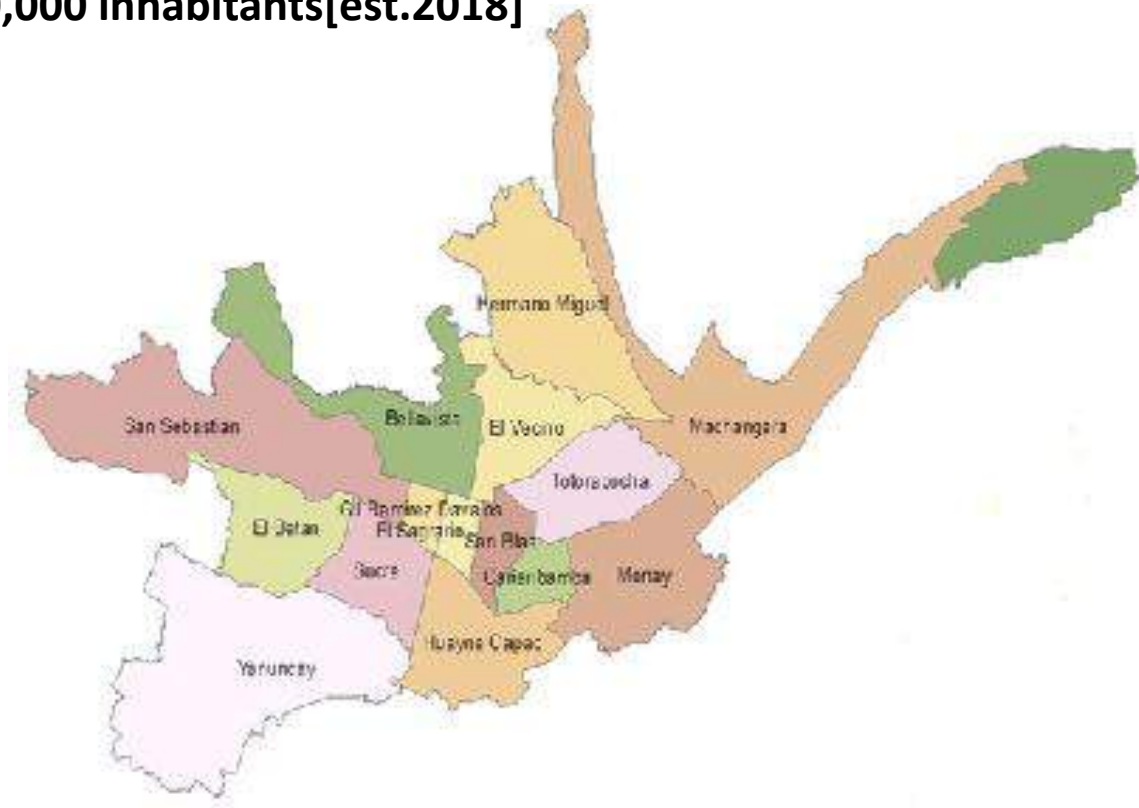 0,000 inhabitants[est.2018]
Hermano Miguel
San Sebastian
Bellavista
El Vecino
Machangara
Totoracocha
Gil Ramirez Davalos
El Batan
El Sagrario
San Blas
Sucre
Cañaribamba
Monay
Huayna Capac
Yanuncay